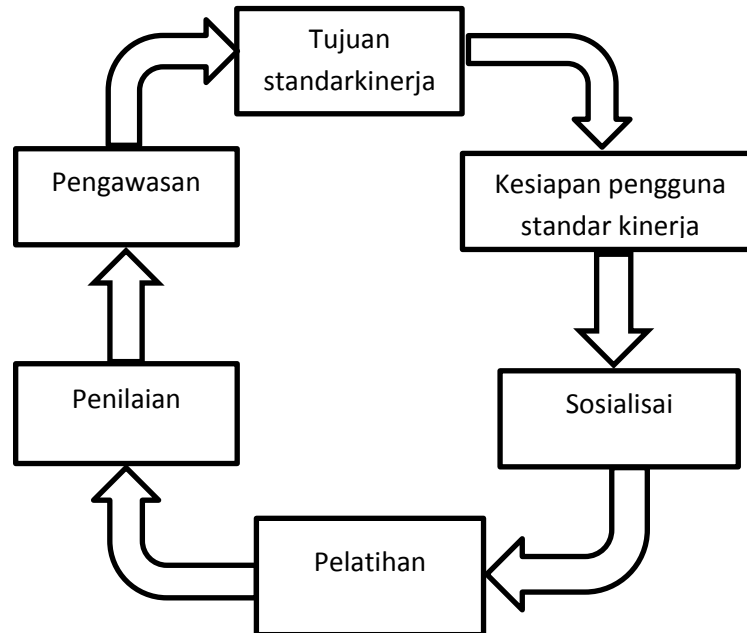 Tujuan
standarkinerja
Kesiapan pengguna
standar kinerja
Sosialisai
Pelatihan
Penilaian
Pengawasan